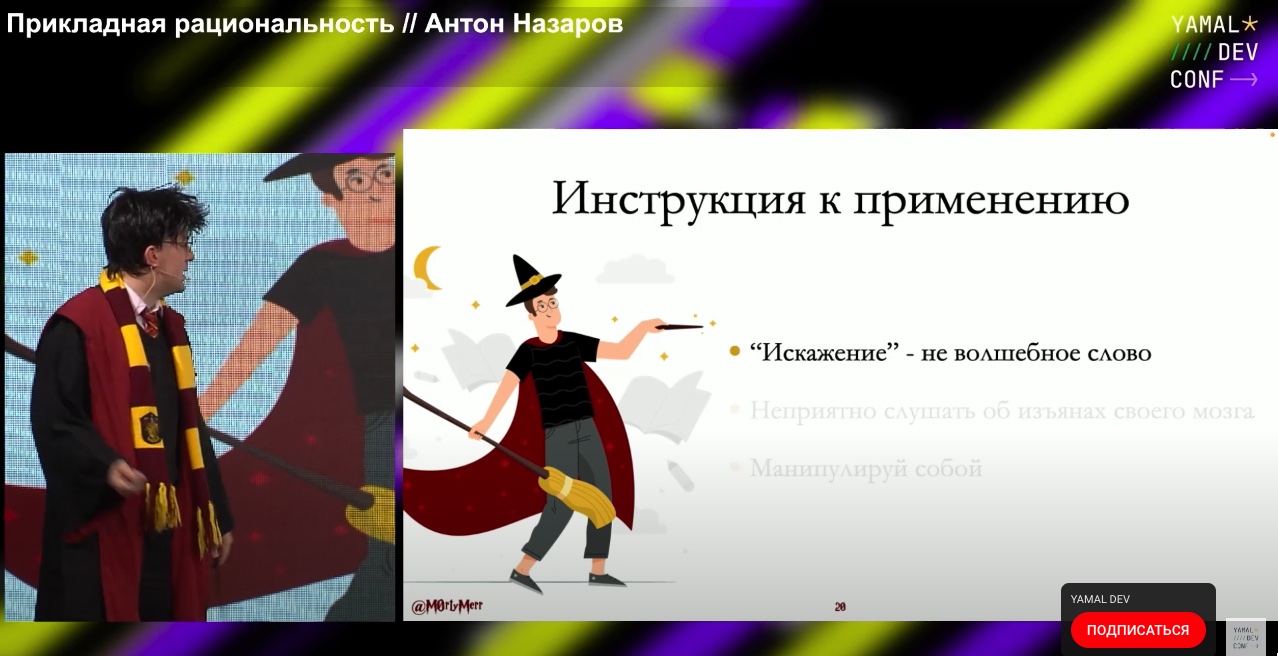 Прикладная рациональность // Антон Назаров
YAMAL*
//// DEV
CONF →
Инструкция к применению
“Искажение” - не волшебное слово
Неприятно слушать об изъянах своего мозга
Манипулируй собой
@M0rlyMerr
20
YAMAL DEV
ПОДПИСАТЬСЯ
YAMAL*
////DEV
CONF→